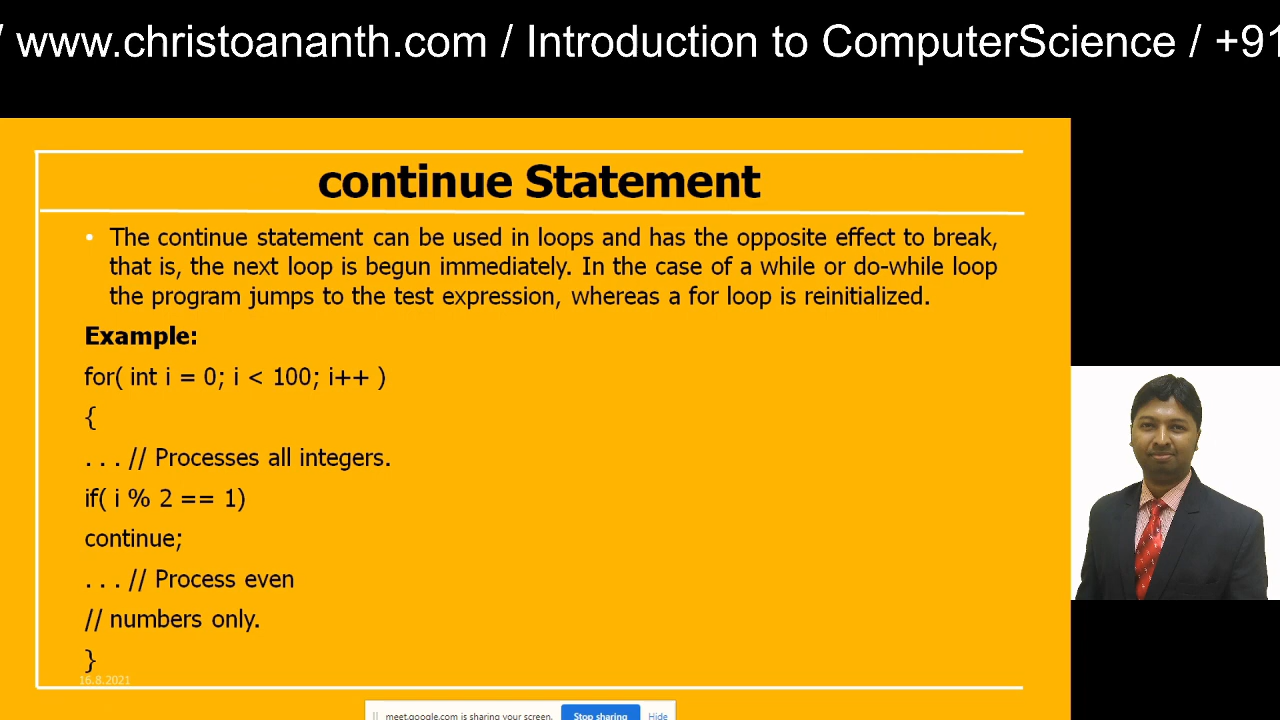 / www.christoananth.com / Introduction to ComputerScience / +91
continue Statement
• The continue statement can be used in loops and has the opposite effect to break,
that is, the next loop is begun immediately. In the case of a while or do-while loop
the program jumps to the test expression, whereas a for loop is reinitialized.
Example:
for( int i = 0; i < 100; i++ )
{
. . . // Processes all integers.
if( i % 2 == 1)
continue;
. . . // Process even
// numbers only.
}
16.8.2021
meet.google.com is sharing your screen. Stop sharing Hide